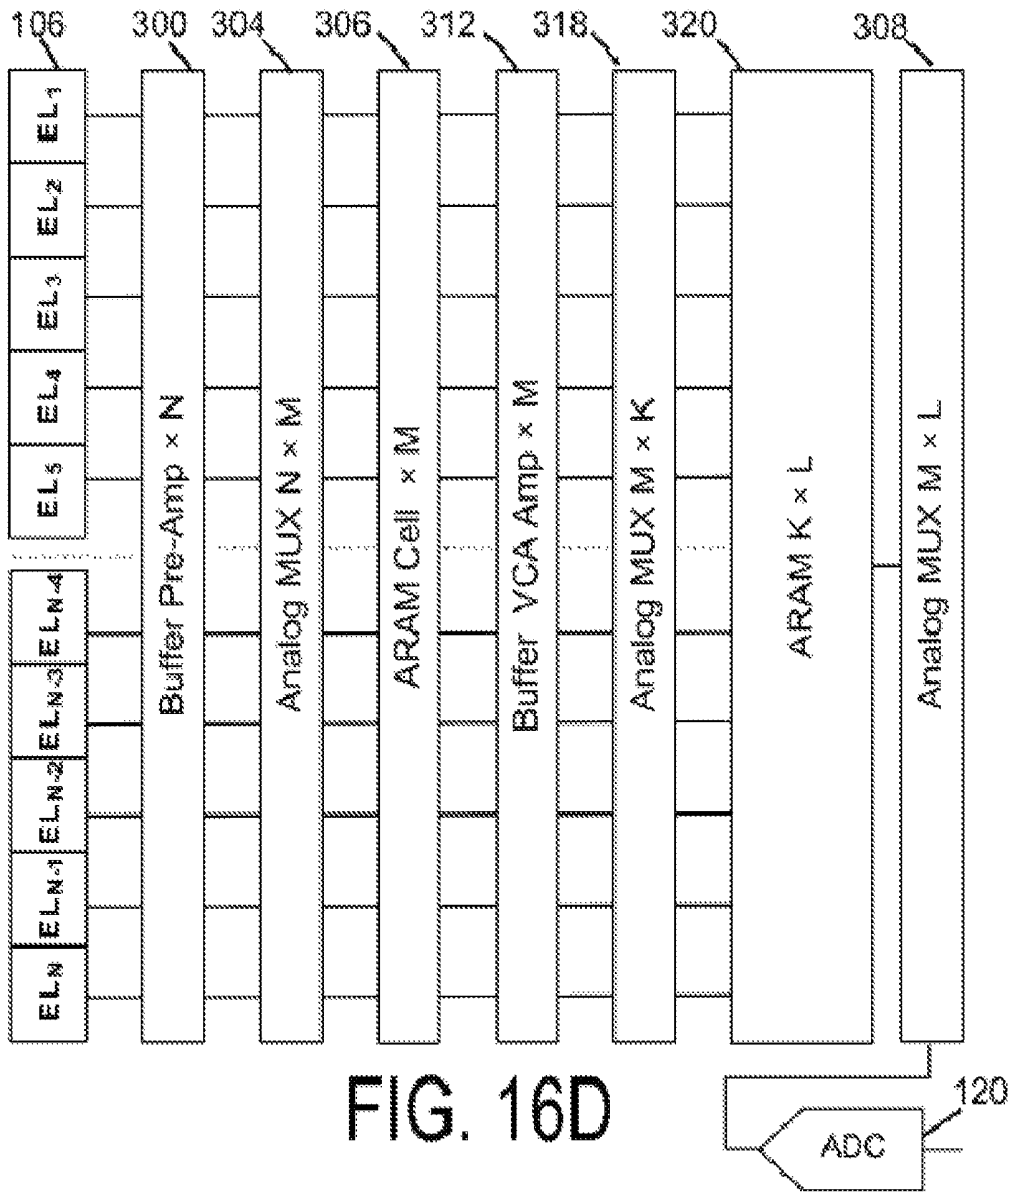 106 300 304 306 312 318 320 308
EL1
EL2
EL3
EL4
EL5
ELN-4
ELN-3
ELN-2
ELN-1
ELN
Buffer Pre-Amp × N
Analog MUX N × M
ARAM Cell × M
Buffer VCA Amp × M
Analog MUX M × K
ARAM K × L
Analog MUX M × L
FIG. 16D
ADC
120